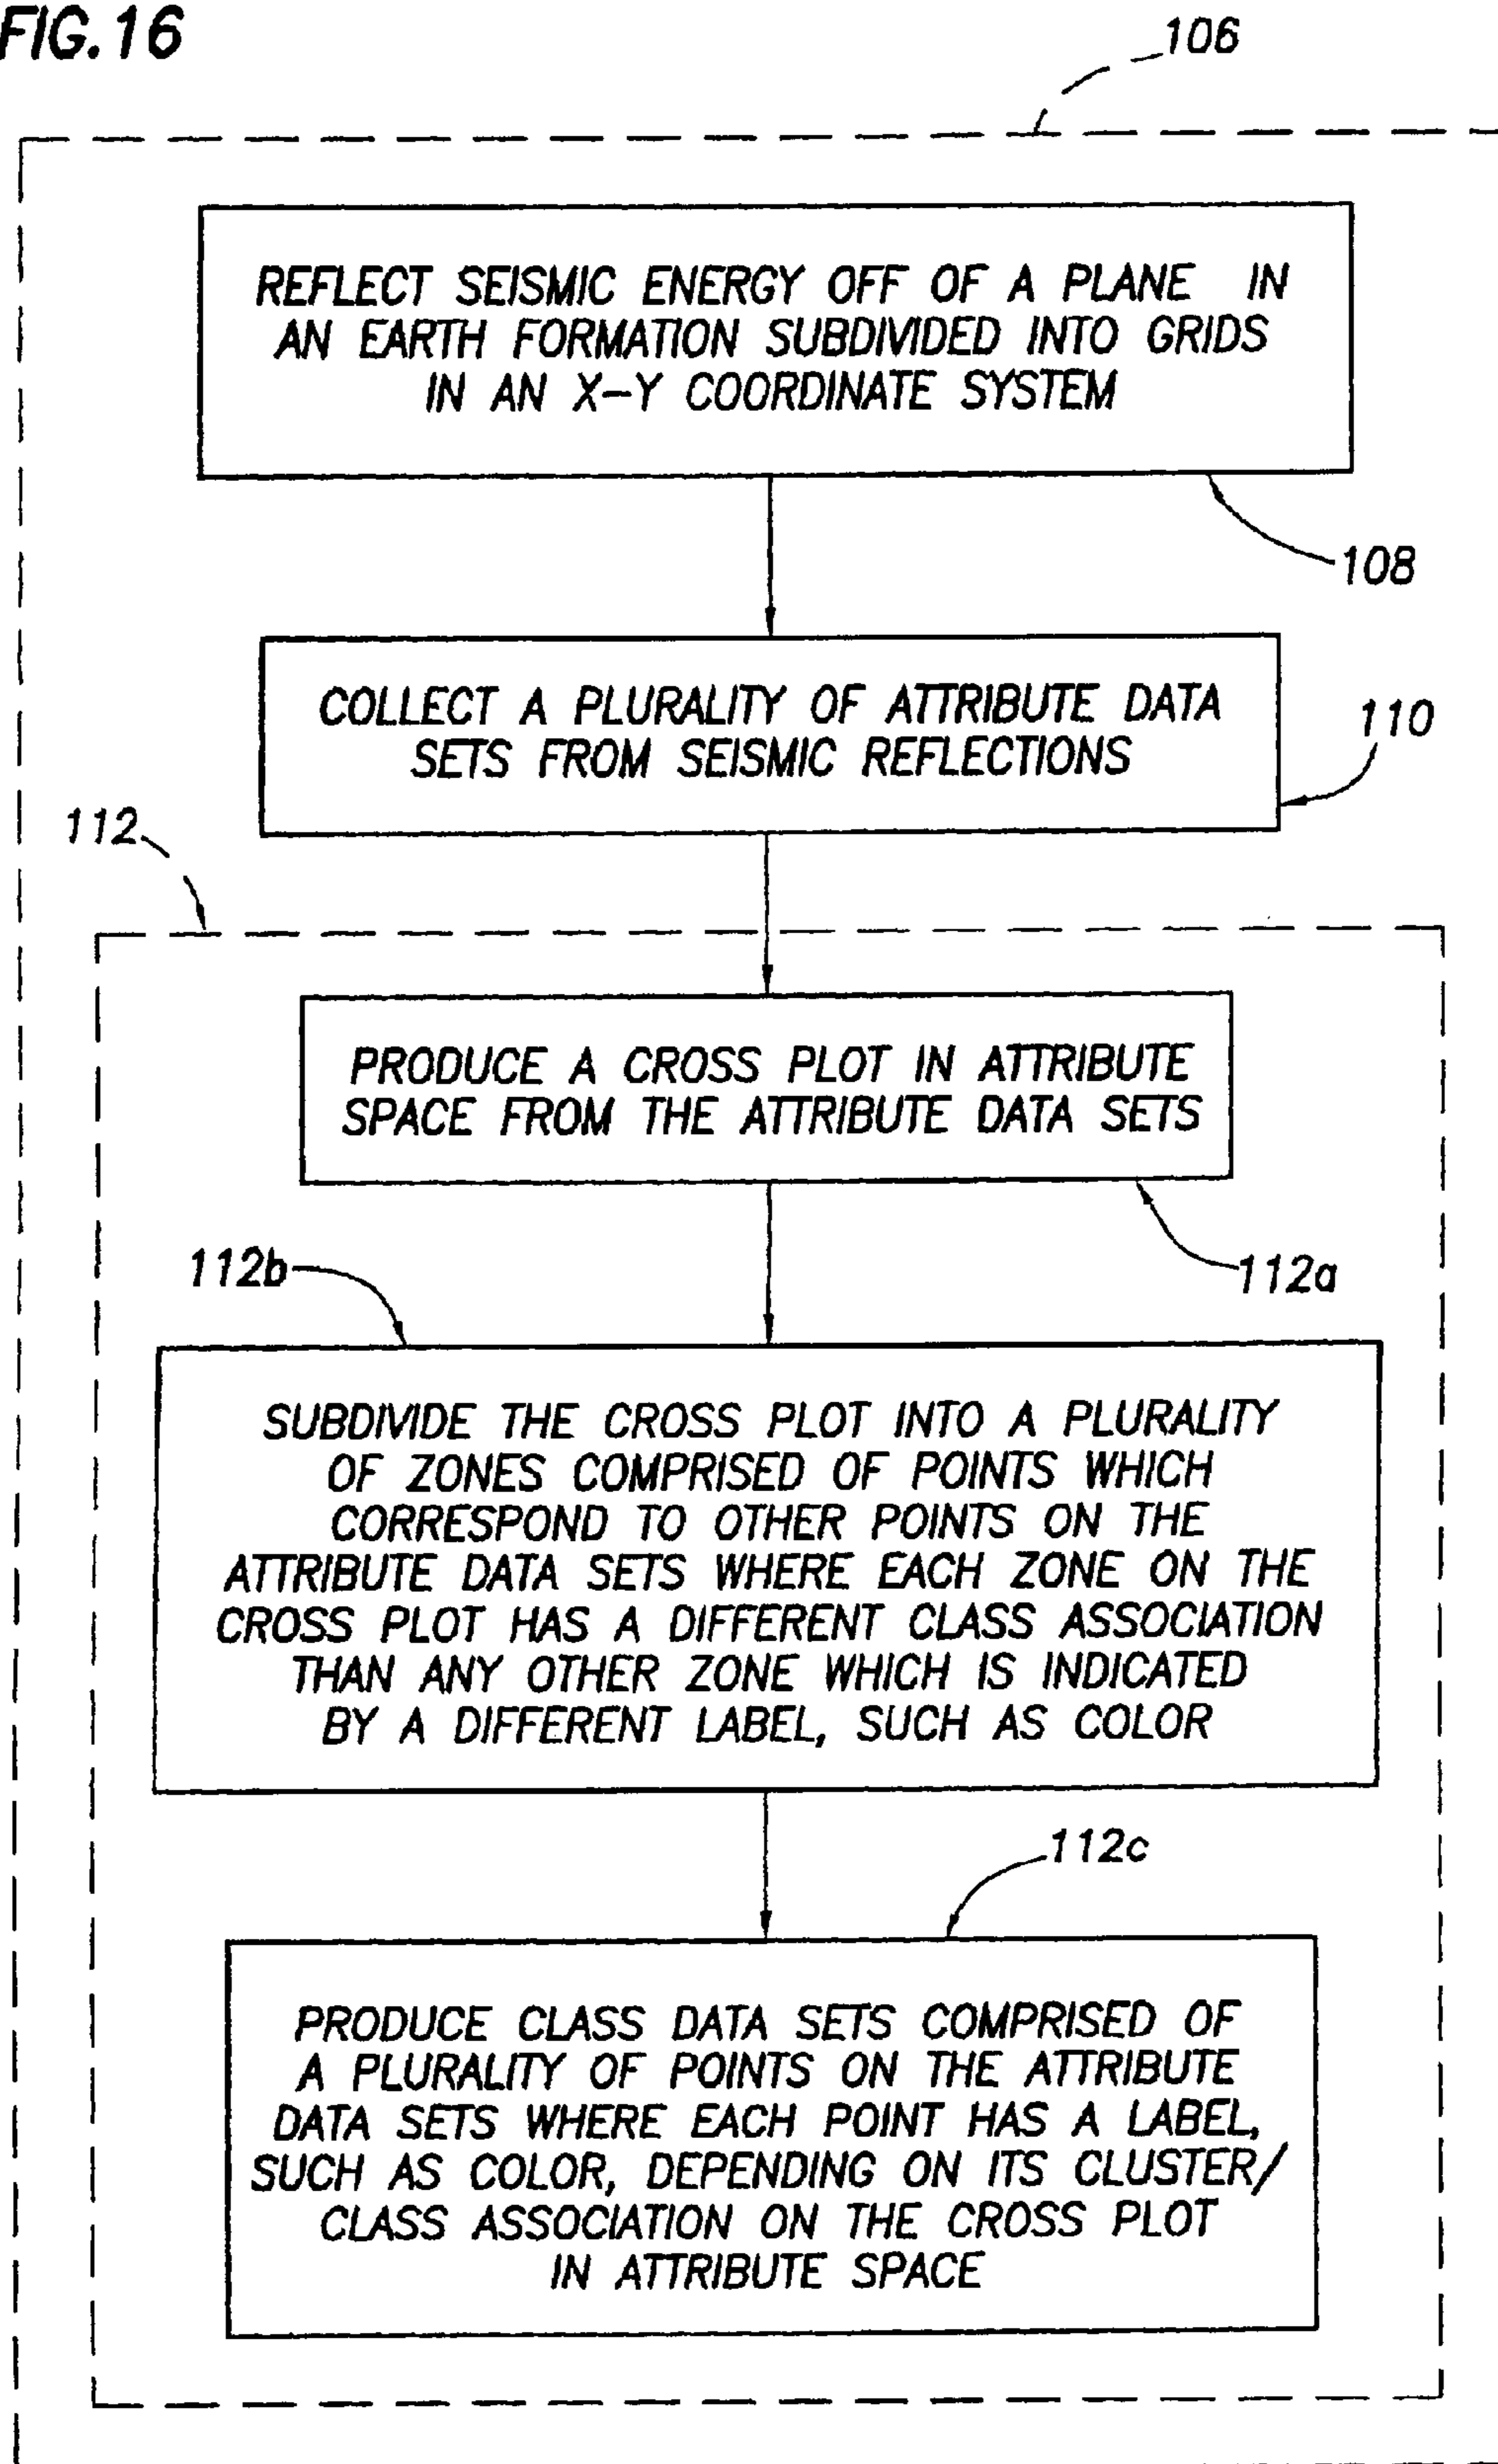 FIG. 16
106
REFLECT SEISMIC ENERGY OFF OF A PLANE IN
AN EARTH FORMATION SUBDIVIDED INTO GRIDS
IN AN X-Y COORDINATE SYSTEM
108
COLLECT A PLURALITY OF ATTRIBUTE DATA
SETS FROM SEISMIC REFLECTIONS
110
112
PRODUCE A CROSS PLOT IN ATTRIBUTE
SPACE FROM THE ATTRIBUTE DATA SETS
112a
112b
SUBDIVIDE THE CROSS PLOT INTO A PLURALITY
OF ZONES COMPRISED OF POINTS WHICH
CORRESPOND TO OTHER POINTS ON THE
ATTRIBUTE DATA SETS WHERE EACH ZONE ON THE
CROSS PLOT HAS A DIFFERENT CLASS ASSOCIATION
THAN ANY OTHER ZONE WHICH IS INDICATED
BY A DIFFERENT LABEL, SUCH AS COLOR
112c
PRODUCE CLASS DATA SETS COMPRISED OF
A PLURALITY OF POINTS ON THE ATTRIBUTE
DATA SETS WHERE EACH POINT HAS A LABEL,
SUCH AS COLOR, DEPENDING ON ITS CLUSTER/
CLASS ASSOCIATION ON THE CROSS PLOT
IN ATTRIBUTE SPACE